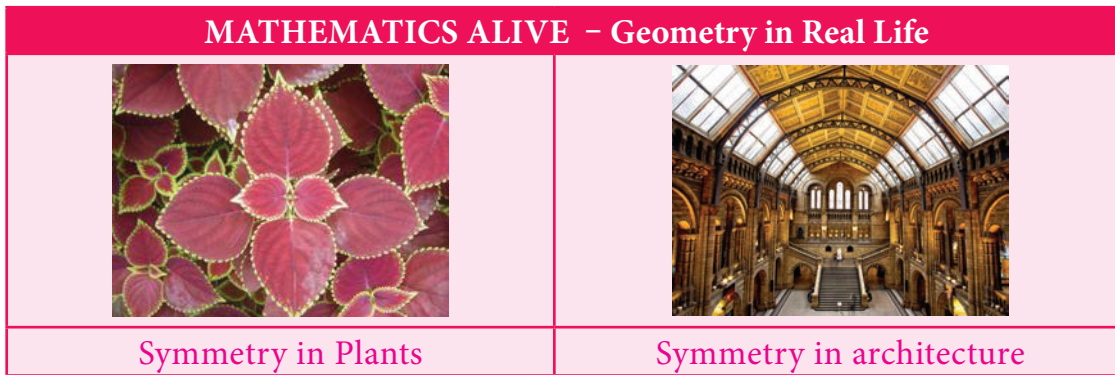 MATHEMATICS ALIVE – Geometry in Real Life
Symmetry in Plants
Symmetry in architecture